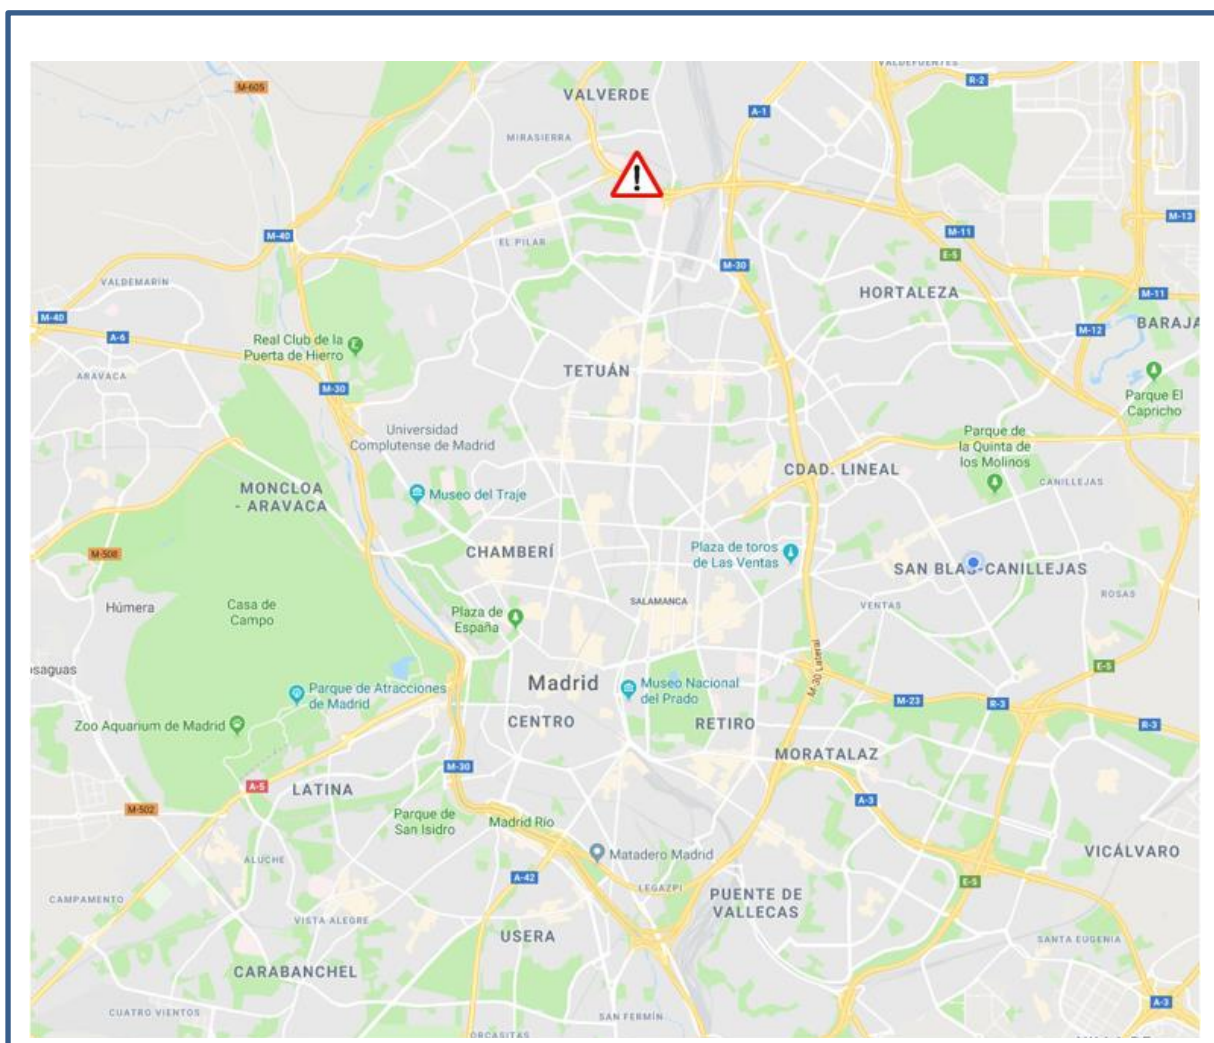 VALDEFUENTES
M-605
R-2
VALVERDE
A-1
MIRASIERRA
!
M-13
M-40
M-11
EL PILAR
E-5
M-30
VALDEMARÍN
HORTALEZA
M-11
M-40
BARAJA
A-6
Real Club de la
Puerta de Hierro
M-12
ARAVACA
TETUÁN
M-30
Parque El
Capricho
Universidad
Complutense de Madrid
Parque de
la Quinta de
los Molinos
CDAD. LINEAL
MONCLOA
- ARAVACA
Museo del Traje
CANILLEJAS
M-508
CHAMBERÍ
Plaza de toros
de Las Ventas
SAN BLAS-CANILLEJAS
Húmera
Casa de
Campo
SALAMANCA
VENTAS
ROSAS
Plaza de
España
osaguas
M-30 Lateral
E-5
Madrid
Parque de Atracciones
de Madrid
Museo Nacional
del Prado
M-23
R-3
Zoo Aquarium de Madrid
CENTRO
RETIRO
R-3
MORATALAZ
M-30
A-5
LATINA
M-502
A-3
Parque de
San Isidro
Madrid Río
Matadero Madrid
VICÁLVARO
ALUCHE
A-42
LEGAZPI
E-5
PUENTE DE
VALLECAS
CAMPAMENTO
VISTA ALEGRE
USERA
SANTA EUGENIA
CARABANCHEL
A-3
CUATRO VIENTOS
SAN FERMÍN
ORCASITAS